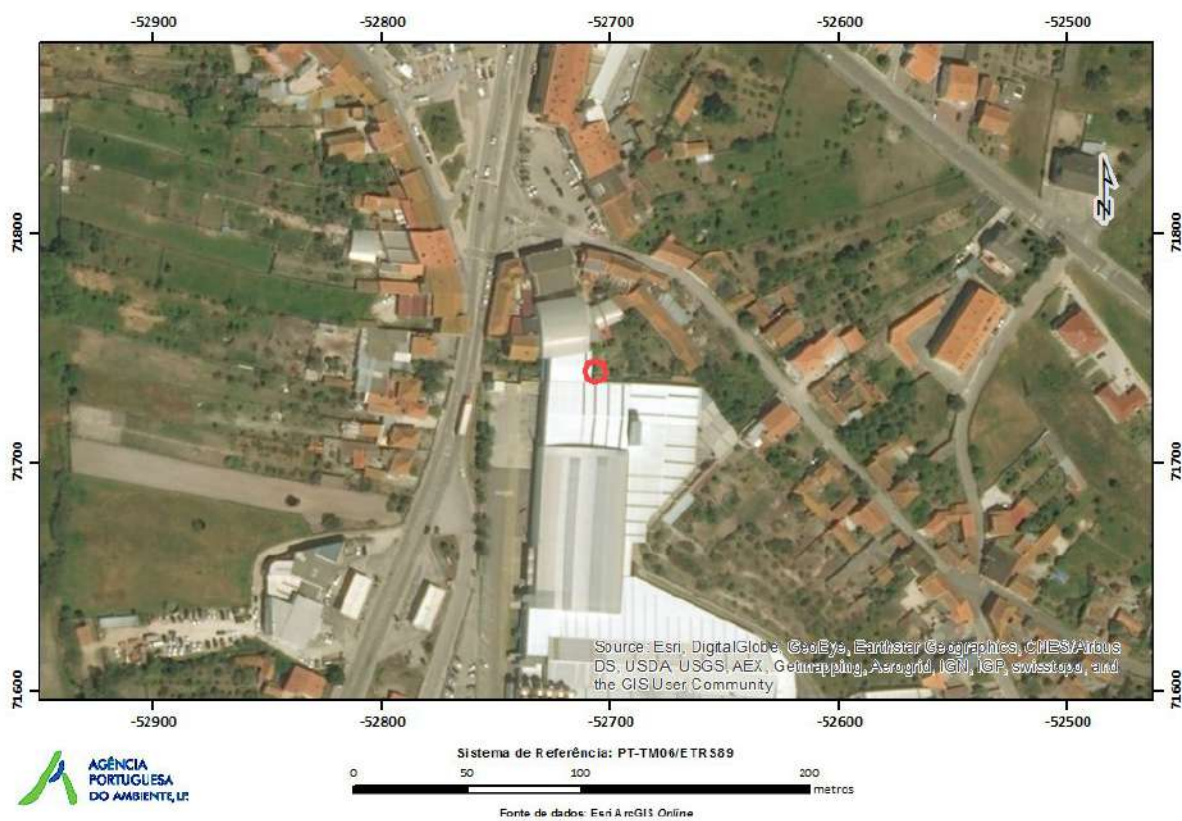 -52900 -52800 -52700 -52600 -52500
71800 71800
N
71700 71700
Source: Esri, DigitalGlobe, GeoEye, Earthstar Geographics, CNES/Airbus
DS, USDA, USGS, AEX, Getmapping, Aerogrid, IGN, IGP, swisstopo, and
the GIS User Community
71600 71600
-52900 -52800 -52700 -52600 -52500
AGÊNCIA
PORTUGUESA
DO AMBIENTE, I.P.
Sistema de Referência: PT-TM06/ETRS89
0 50 100 200
metros
Fonte de dados: Esri ArcGIS Online